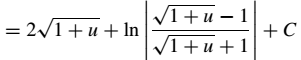 = 2√1 + u + ln |√1 + u − 1 / √1 + u + 1| + C